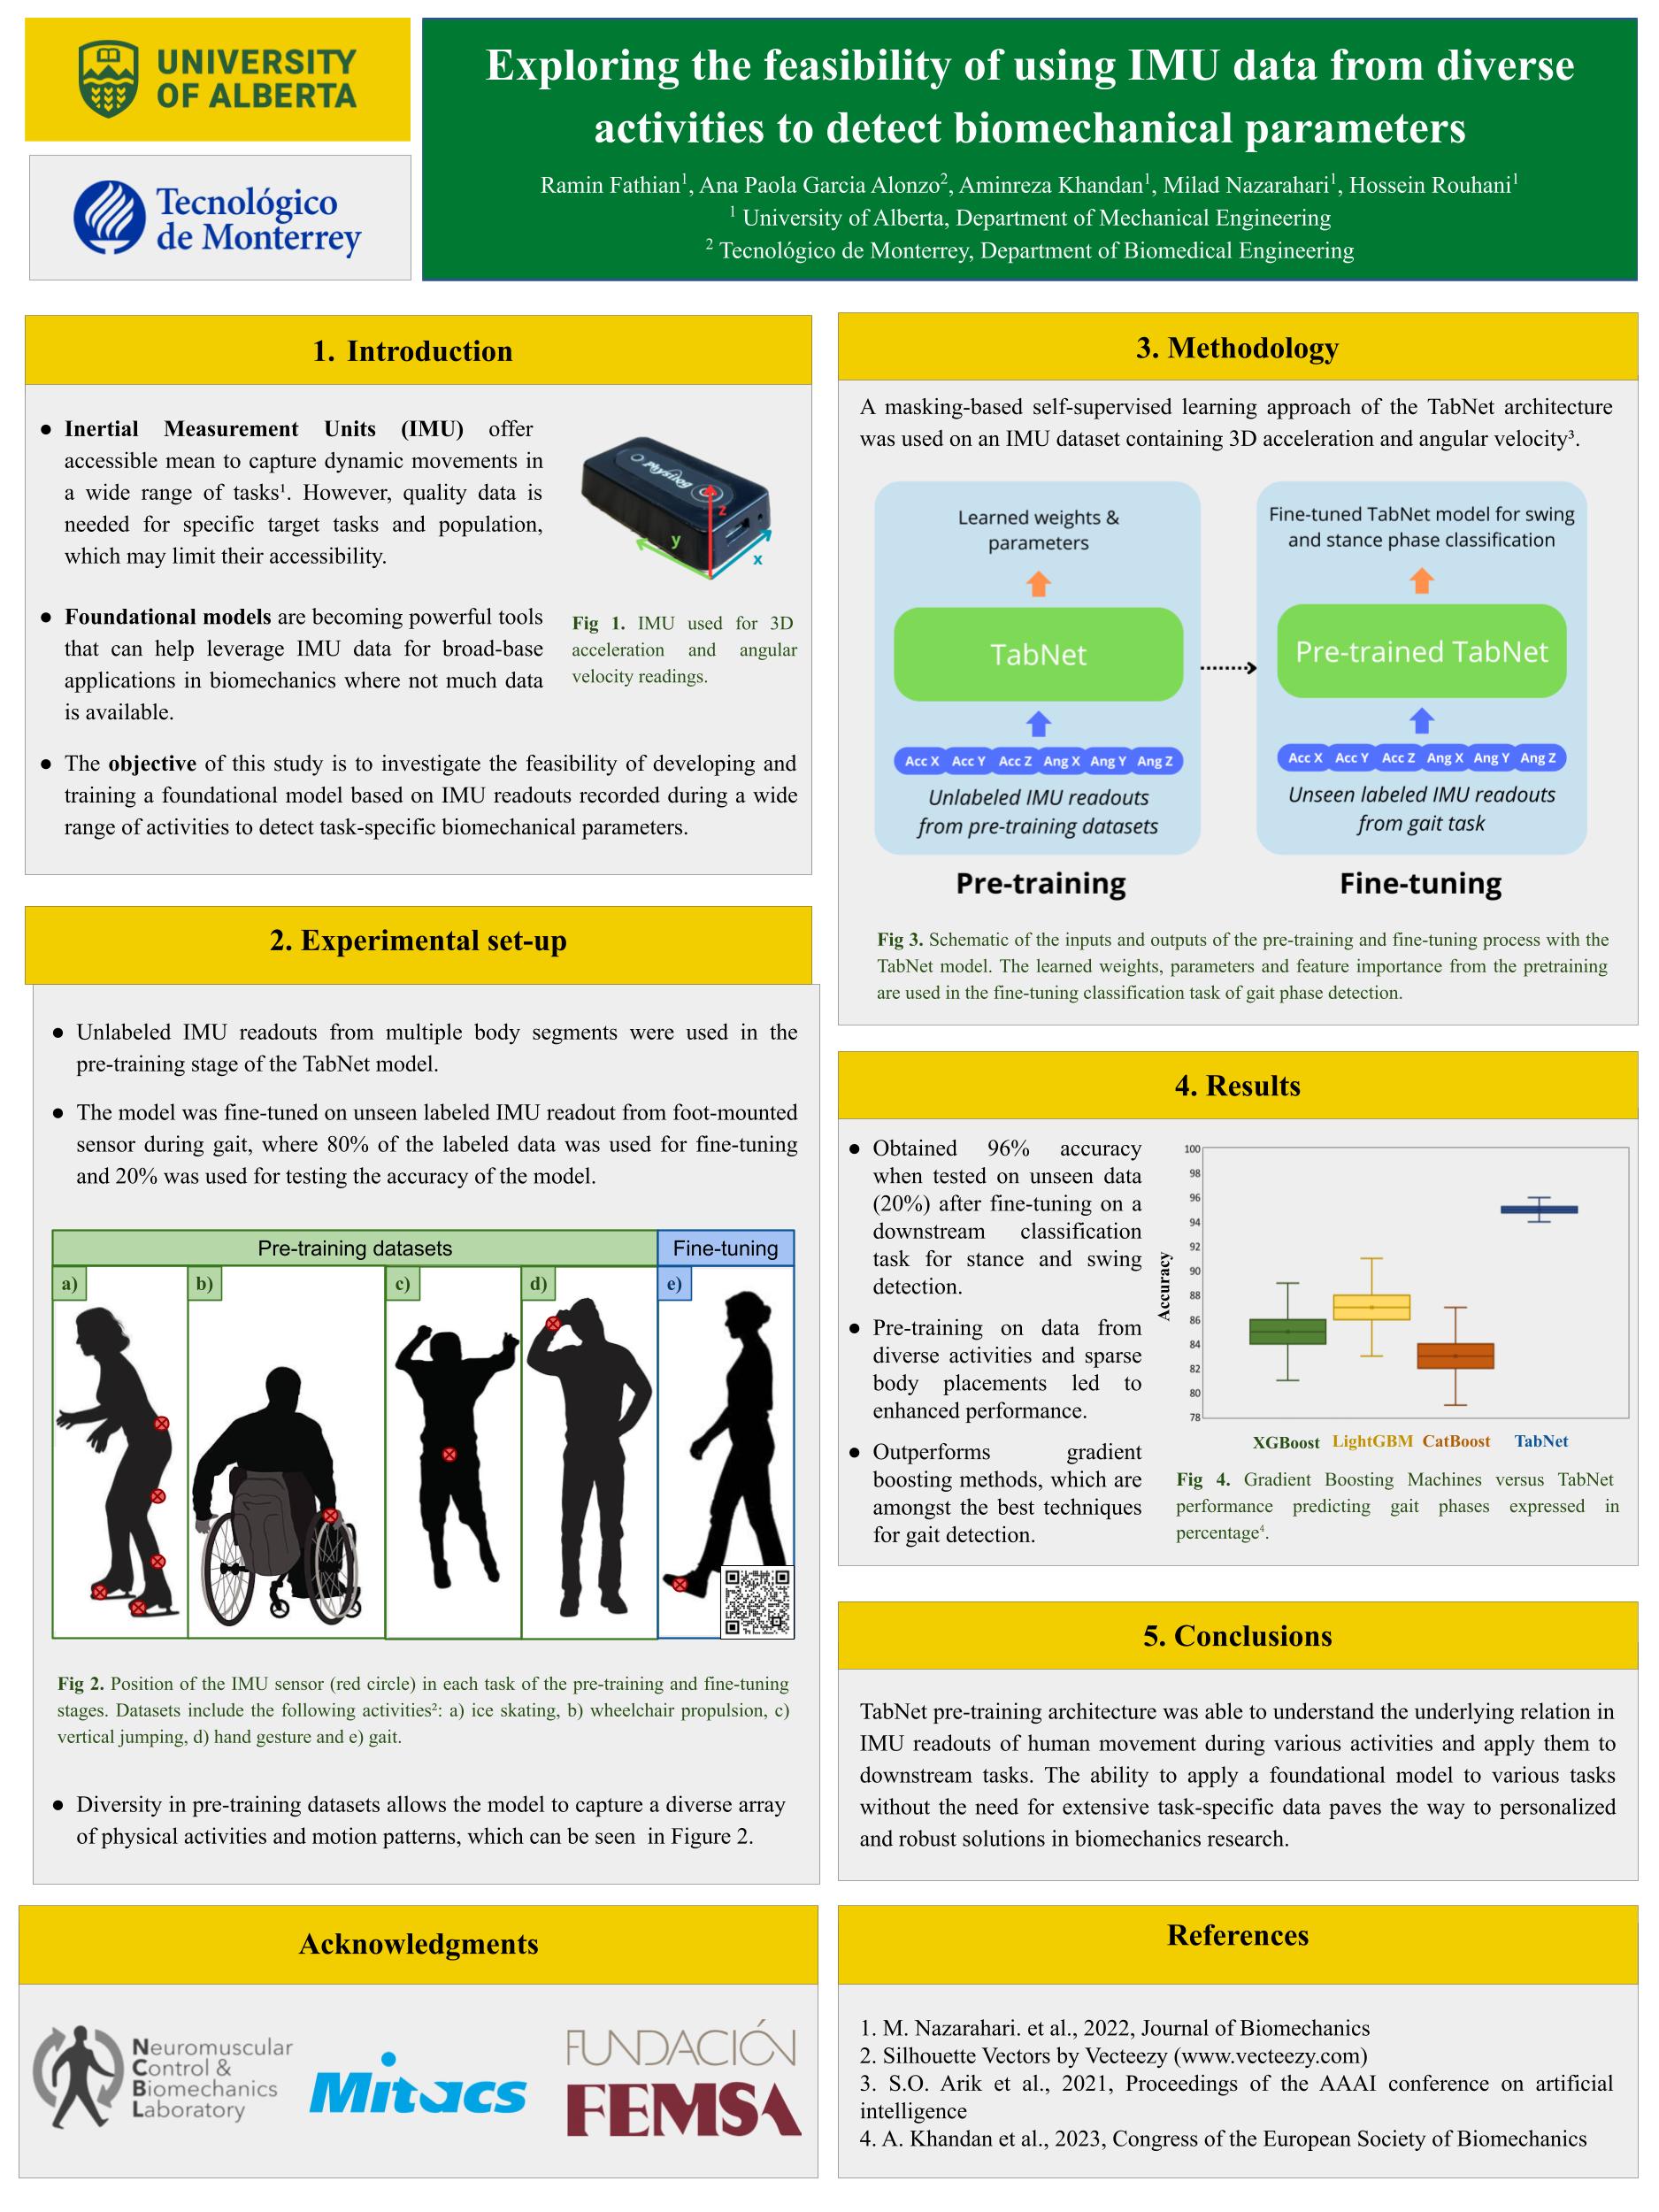 UNIVERSITY
OF ALBERTA
Tecnológico
de Monterrey
Exploring the feasibility of using IMU data from diverse
activities to detect biomechanical parameters
Ramin Fathian¹, Ana Paola Garcia Alonzo², Aminreza Khandan¹, Milad Nazarahari¹, Hossein Rouhani¹
¹ University of Alberta, Department of Mechanical Engineering
² Tecnológico de Monterrey, Department of Biomedical Engineering
1. Introduction
● Inertial Measurement Units (IMU) offer
accessible mean to capture dynamic movements in
a wide range of tasks¹. However, quality data is
needed for specific target tasks and population,
which may limit their accessibility.
● Foundational models are becoming powerful tools
that can help leverage IMU data for broad-base
applications in biomechanics where not much data
is available.
Physilog
z
y
x
Fig 1. IMU used for 3D
acceleration and angular
velocity readings.
● The objective of this study is to investigate the feasibility of developing and
training a foundational model based on IMU readouts recorded during a wide
range of activities to detect task-specific biomechanical parameters.
2. Experimental set-up
● Unlabeled IMU readouts from multiple body segments were used in the
pre-training stage of the TabNet model.
● The model was fine-tuned on unseen labeled IMU readout from foot-mounted
sensor during gait, where 80% of the labeled data was used for fine-tuning
and 20% was used for testing the accuracy of the model.
Pre-training datasets Fine-tuning
a) b) c) d) e)
Fig 2. Position of the IMU sensor (red circle) in each task of the pre-training and fine-tuning
stages. Datasets include the following activities²: a) ice skating, b) wheelchair propulsion, c)
vertical jumping, d) hand gesture and e) gait.
● Diversity in pre-training datasets allows the model to capture a diverse array
of physical activities and motion patterns, which can be seen in Figure 2.
3. Methodology
A masking-based self-supervised learning approach of the TabNet architecture
was used on an IMU dataset containing 3D acceleration and angular velocity³.
Learned weights &
parameters
TabNet
Acc X Acc Y Acc Z Ang X Ang Y Ang Z
Unlabeled IMU readouts
from pre-training datasets
Pre-training
Fine-tuned TabNet model for swing
and stance phase classification
Pre-trained TabNet
Acc X Acc Y Acc Z Ang X Ang Y Ang Z
Unseen labeled IMU readouts
from gait task
Fine-tuning
Fig 3. Schematic of the inputs and outputs of the pre-training and fine-tuning process with the
TabNet model. The learned weights, parameters and feature importance from the pretraining
are used in the fine-tuning classification task of gait phase detection.
4. Results
● Obtained 96% accuracy
when tested on unseen data
(20%) after fine-tuning on a
downstream classification
task for stance and swing
detection.
● Pre-training on data from
diverse activities and sparse
body placements led to
enhanced performance.
● Outperforms gradient
boosting methods, which are
amongst the best techniques
for gait detection.
Accuracy
100
98
96
94
92
90
88
86
84
82
80
78
XGBoost LightGBM CatBoost TabNet
Fig 4. Gradient Boosting Machines versus TabNet
performance predicting gait phases expressed in
percentage⁴.
5. Conclusions
TabNet pre-training architecture was able to understand the underlying relation in
IMU readouts of human movement during various activities and apply them to
downstream tasks. The ability to apply a foundational model to various tasks
without the need for extensive task-specific data paves the way to personalized
and robust solutions in biomechanics research.
Acknowledgments
Neuromuscular
Control &
Biomechanics
Laboratory
Mitacs
FUNDACIÓN
FEMSA
References
1. M. Nazarahari. et al., 2022, Journal of Biomechanics
2. Silhouette Vectors by Vecteezy (www.vecteezy.com)
3. S.O. Arik et al., 2021, Proceedings of the AAAI conference on artificial
intelligence
4. A. Khandan et al., 2023, Congress of the European Society of Biomechanics